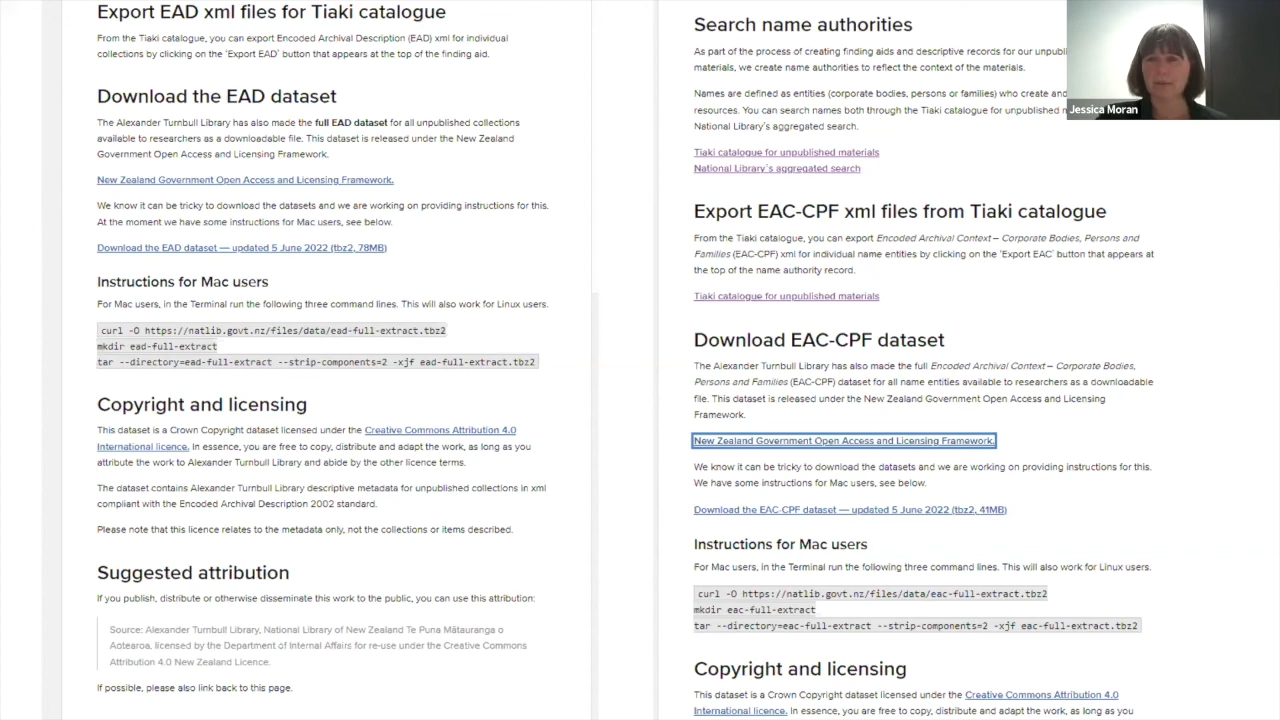 Export EAD xml files for Tiaki catalogue
From the Tiaki catalogue, you can export Encoded Archival Description (EAD) xml for individual
collections by clicking on the 'Export EAD' button that appears at the top of the finding aid.
Download the EAD dataset
The Alexander Turnbull Library has also made the full EAD dataset for all unpublished collections
available to researchers as a downloadable file. This dataset is released under the New Zealand
Government Open Access and Licensing Framework.
New Zealand Government Open Access and Licensing Framework.
We know it can be tricky to download the datasets and we are working on providing instructions for this.
At the moment we have some instructions for Mac users, see below.
Download the EAD dataset — updated 5 June 2022 (tbz2, 78MB)
Instructions for Mac users
For Mac users, in the Terminal run the following three command lines. This will also work for Linux users.
curl -O https://natlib.govt.nz/files/data/ead-full-extract.tbz2
mkdir ead-full-extract
tar --directory=ead-full-extract --strip-components=2 -xjf ead-full-extract.tbz2
Copyright and licensing
This dataset is a Crown Copyright dataset licensed under the Creative Commons Attribution 4.0
International licence. In essence, you are free to copy, distribute and adapt the work, as long as you
attribute the work to Alexander Turnbull Library and abide by the other licence terms.
The dataset contains Alexander Turnbull Library descriptive metadata for unpublished collections in xml
compliant with the Encoded Archival Description 2002 standard.
Please note that this licence relates to the metadata only, not the collections or items described.
Suggested attribution
If you publish, distribute or otherwise disseminate this work to the public, you can use this attribution:
Source: Alexander Turnbull Library, National Library of New Zealand Te Puna Mātauranga o
Aotearoa, licensed by the Department of Internal Affairs for re-use under the Creative Commons
Attribution 4.0 New Zealand Licence.
If possible, please also link back to this page.
Search name authorities
As part of the process of creating finding aids and descriptive records for our
materials, we create name authorities to reflect the context of the materials.
Names are defined as entities (corporate bodies, persons or families) who create and
resources. You can search names both through the Tiaki catalogue for unpublished
National Library's aggregated search.
Tiaki catalogue for unpublished materials
National Library's aggregated search
Export EAC-CPF xml files from Tiaki catalogue
From the Tiaki catalogue, you can export Encoded Archival Context – Corporate Bodies, Persons and
Families (EAC-CPF) xml for individual name entities by clicking on the 'Export EAC' button that appears at
the top of the name authority record.
Tiaki catalogue for unpublished materials
Download EAC-CPF dataset
The Alexander Turnbull Library has also made the full Encoded Archival Context – Corporate Bodies,
Persons and Families (EAC-CPF) dataset for all name entities available to researchers as a downloadable
file. This dataset is released under the New Zealand Government Open Access and Licensing
Framework.
New Zealand Government Open Access and Licensing Framework.
We know it can be tricky to download the datasets and we are working on providing instructions for this.
We have some instructions for Mac users, see below.
Download the EAC-CPF dataset — updated 5 June 2022 (tbz2, 41MB)
Instructions for Mac users
For Mac users, in the Terminal run the following three command lines. This will also work for Linux users.
curl -O https://natlib.govt.nz/files/data/eac-full-extract.tbz2
mkdir eac-full-extract
tar --directory=eac-full-extract --strip-components=2 -xjf eac-full-extract.tbz2
Copyright and licensing
This dataset is a Crown Copyright dataset licensed under the Creative Commons Attribution 4.0
International licence. In essence, you are free to copy, distribute and adapt the work, as long as you
Jessica Moran